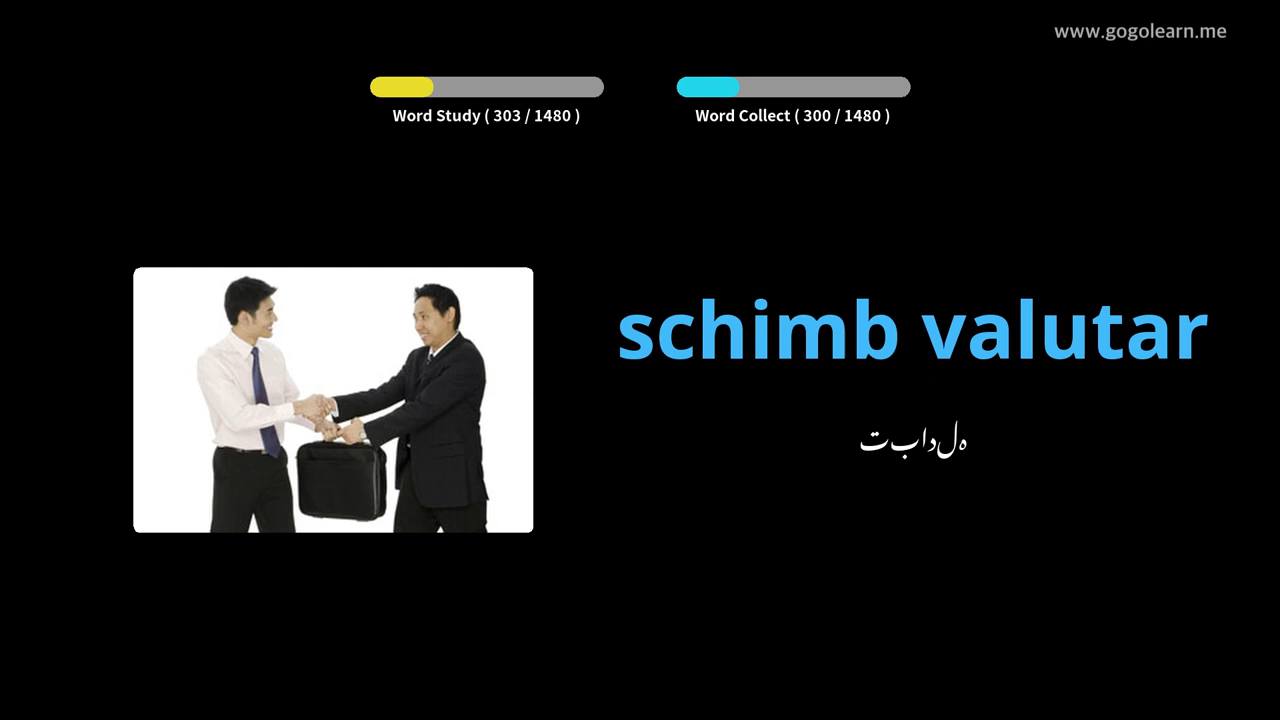 www.gogolearn.me
Word Study ( 303 / 1480 )
Word Collect ( 300 / 1480 )
schimb valutar
تبادلہ